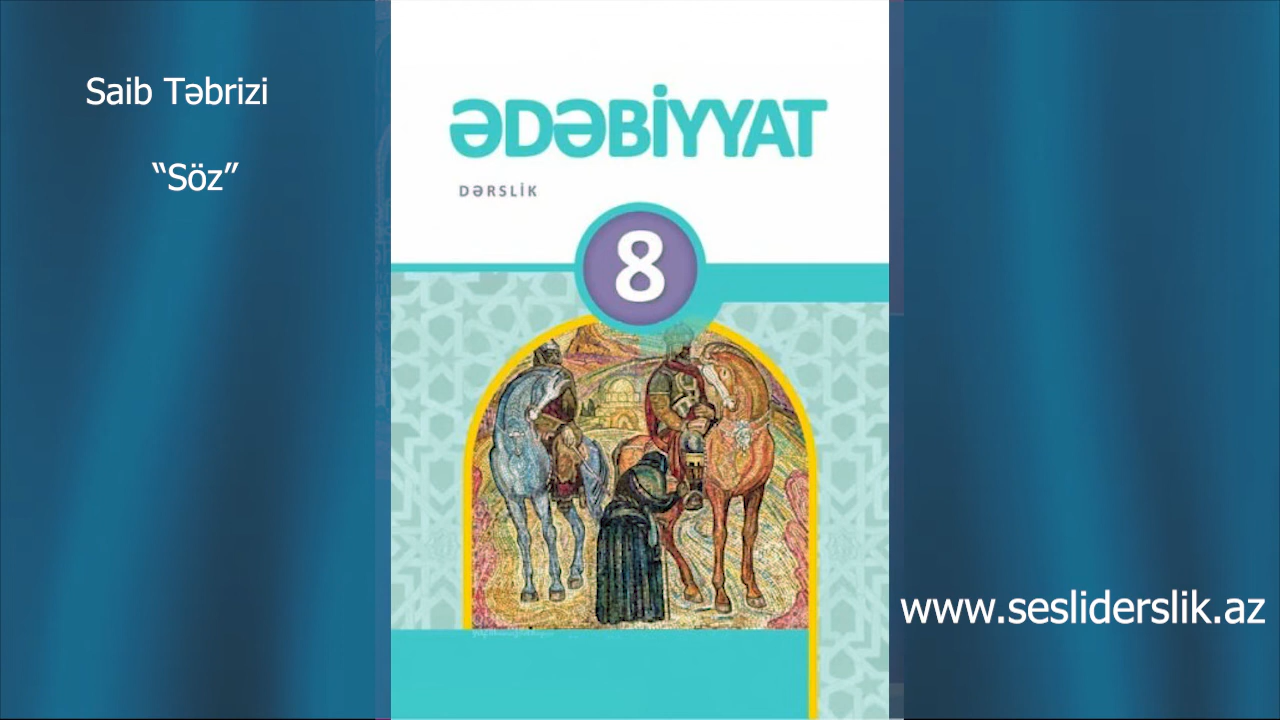 Saib Təbrizi
“Söz”
ƏDƏBİYYAT
DƏRSLİK
8
www.sesliderslik.az